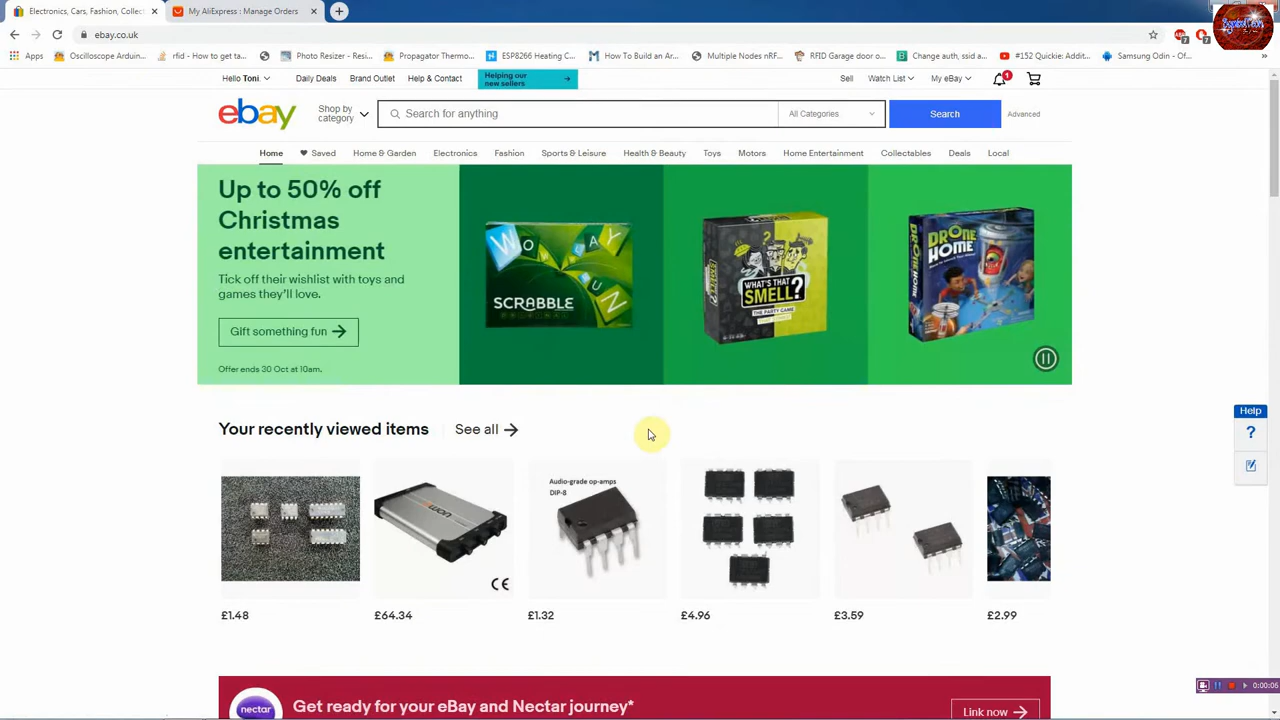 Electronics, Cars, Fashion, Collec
My AliExpress : Manage Orders
ebay.co.uk
Apps
Oscilloscope Arduin...
rfid - How to get ta...
Photo Resizer - Resi...
Propagator Thermo...
ESP8266 Heating C...
How To Build an Ar...
Multiple Nodes nRF...
RFID Garage door o...
Change auth, ssid a...
#152 Quickie: Addit...
Samsung Odin - Of...
Hello Toni.
Daily Deals
Brand Outlet
Help & Contact
Helping our
new sellers
Sell
Watch List
My eBay
1
ebay
Shop by
category
Search for anything
All Categories
Search
Advanced
Home
Saved
Home & Garden
Electronics
Fashion
Sports & Leisure
Health & Beauty
Toys
Motors
Home Entertainment
Collectables
Deals
Local
Up to 50% off
Christmas
entertainment
Tick off their wishlist with toys and
games they'll love.
Gift something fun
Offer ends 30 Oct at 10am.
SCRABBLE
WHAT'S THAT
SMELL?
THE PARTY GAME
DRONE
HOME
Help
?
Your recently viewed items
See all
Audio-grade op-amps
DIP-8
CE
£1.48
£64.34
£1.32
£4.96
£3.59
£2.99
nectar
Get ready for your eBay and Nectar journey*
Link now
0:00:06